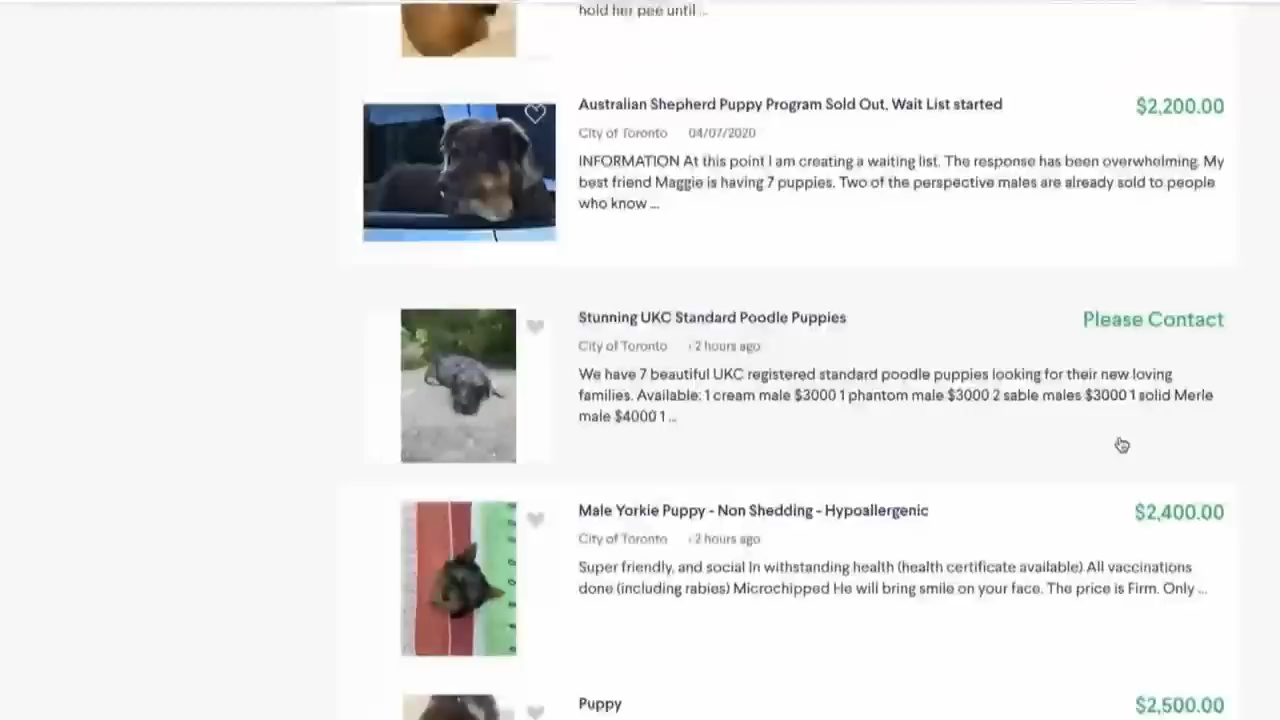 hold her pee until ...
Australian Shepherd Puppy Program Sold Out, Wait List started
$2,200.00
City of Toronto 04/07/2020
INFORMATION At this point I am creating a waiting list. The response has been overwhelming. My
best friend Maggie is having 7 puppies. Two of the perspective males are already sold to people
who know ...
Stunning UKC Standard Poodle Puppies
Please Contact
City of Toronto < 2 hours ago
We have 7 beautiful UKC registered standard poodle puppies looking for their new loving
families. Available: 1 cream male $3000 1 phantom male $3000 2 sable males $3000 1 solid Merle
male $4000 1 ...
Male Yorkie Puppy - Non Shedding - Hypoallergenic
$2,400.00
City of Toronto < 2 hours ago
Super friendly, and social In withstanding health (health certificate available) All vaccinations
done (including rabies) Microchipped He will bring smile on your face. The price is Firm. Only ...
Puppy
$2,500.00